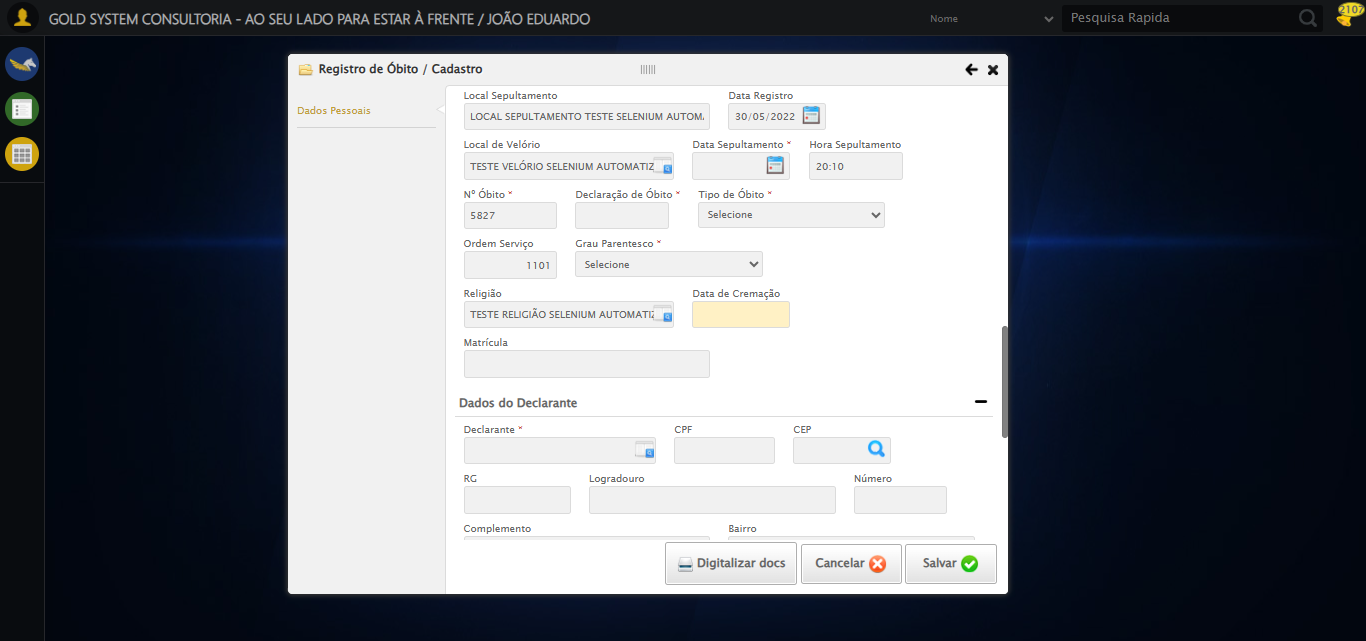 GOLD SYSTEM CONSULTORIA - AO SEU LADO PARA ESTAR À FRENTE / JOÃO EDUARDO
Nome
Pesquisa Rapida
2107
Registro de Óbito / Cadastro
Dados Pessoais
Local Sepultamento
Data Registro
LOCAL SEPULTAMENTO TESTE SELENIUM AUTOMA
30/05/2022
Local de Velório
Data Sepultamento *
Hora Sepultamento
TESTE VELÓRIO SELENIUM AUTOMATIZ
20:10
Nº Óbito *
Declaração de Óbito *
Tipo de Óbito *
5827
Selecione
Ordem Serviço
Grau Parentesco *
1101
Selecione
Religião
Data de Cremação
TESTE RELIGIÃO SELENIUM AUTOMATIZ
Matrícula
Dados do Declarante
Declarante *
CPF
CEP
RG
Logradouro
Número
Complemento
Bairro
Digitalizar docs
Cancelar
Salvar